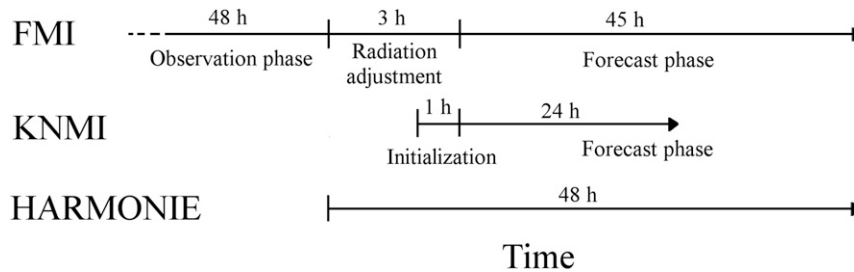 48 h 3 h 45 h
FMI
Observation phase Radiation adjustment Forecast phase
1 h 24 h
KNMI
Initialization Forecast phase
48 h
HARMONIE
Time